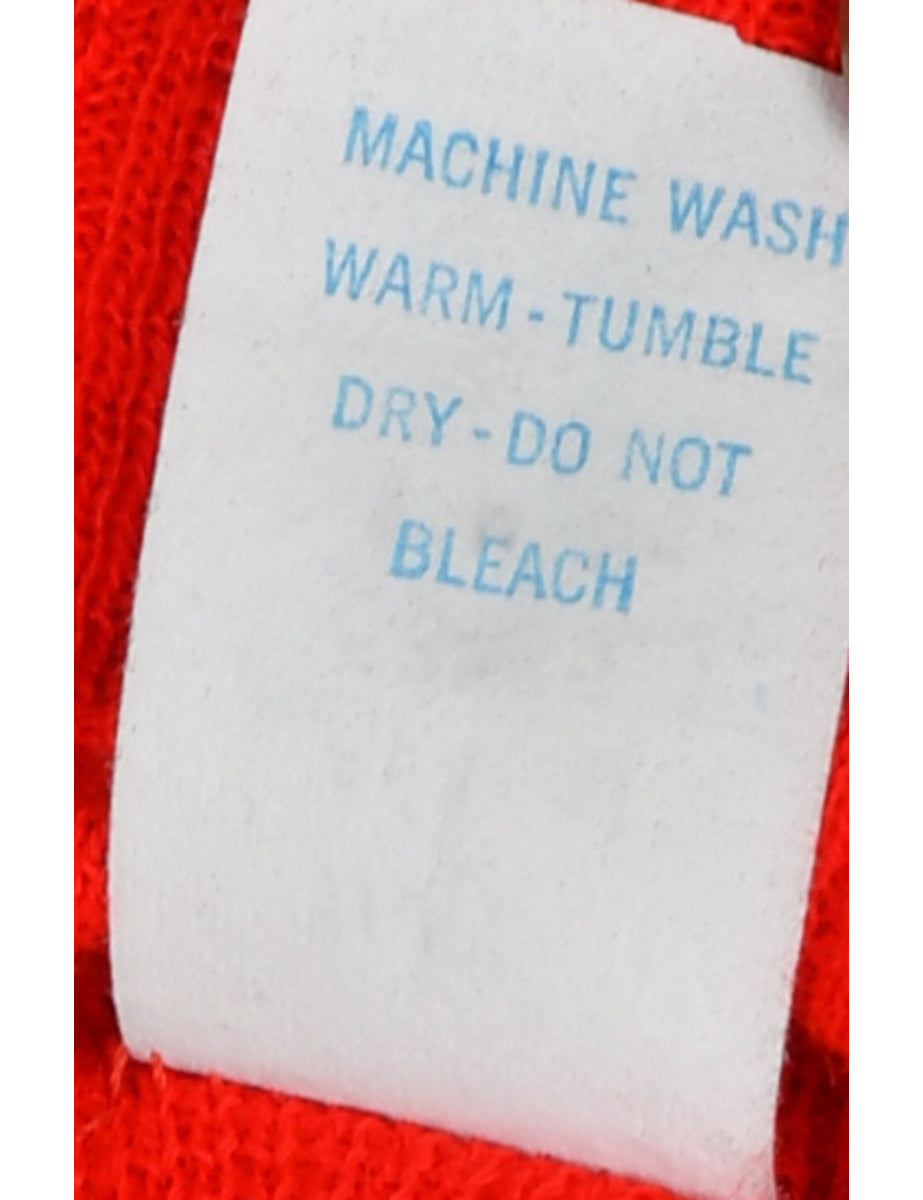 MACHINE WASH
WARM - TUMBLE
DRY - DO NOT
BLEACH